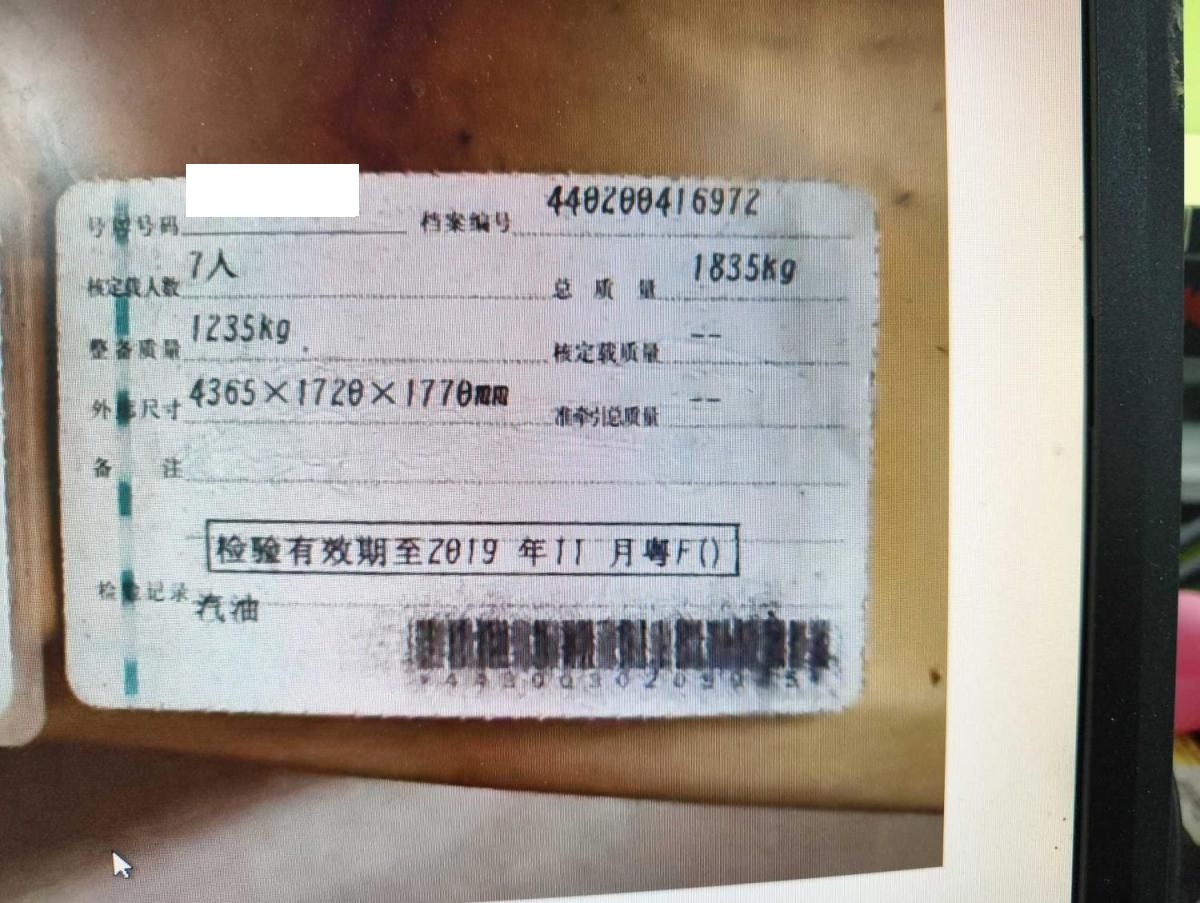 号牌号码 档案编号 440200416972
核定载人数 7人 总质量 1835kg
整备质量 1235kg 核定载质量 --
外廓尺寸 4365×1720×1770mm 准牵引总质量 --
备注
检验有效期至2019 年11 月粤F()
检验记录
汽油